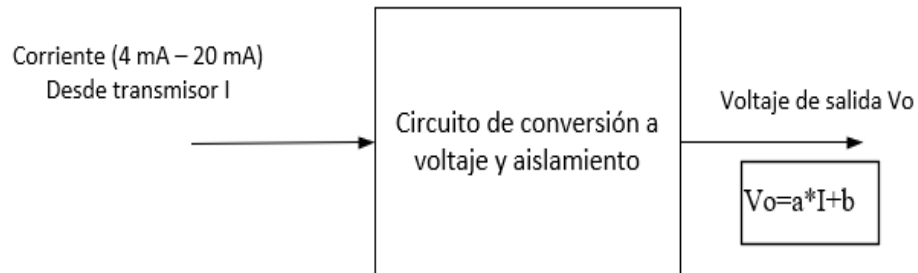 Corriente (4 mA – 20 mA)
Desde transmisor I
Circuito de conversión a
voltaje y aislamiento
Voltaje de salida Vo
Vo=a*I+b